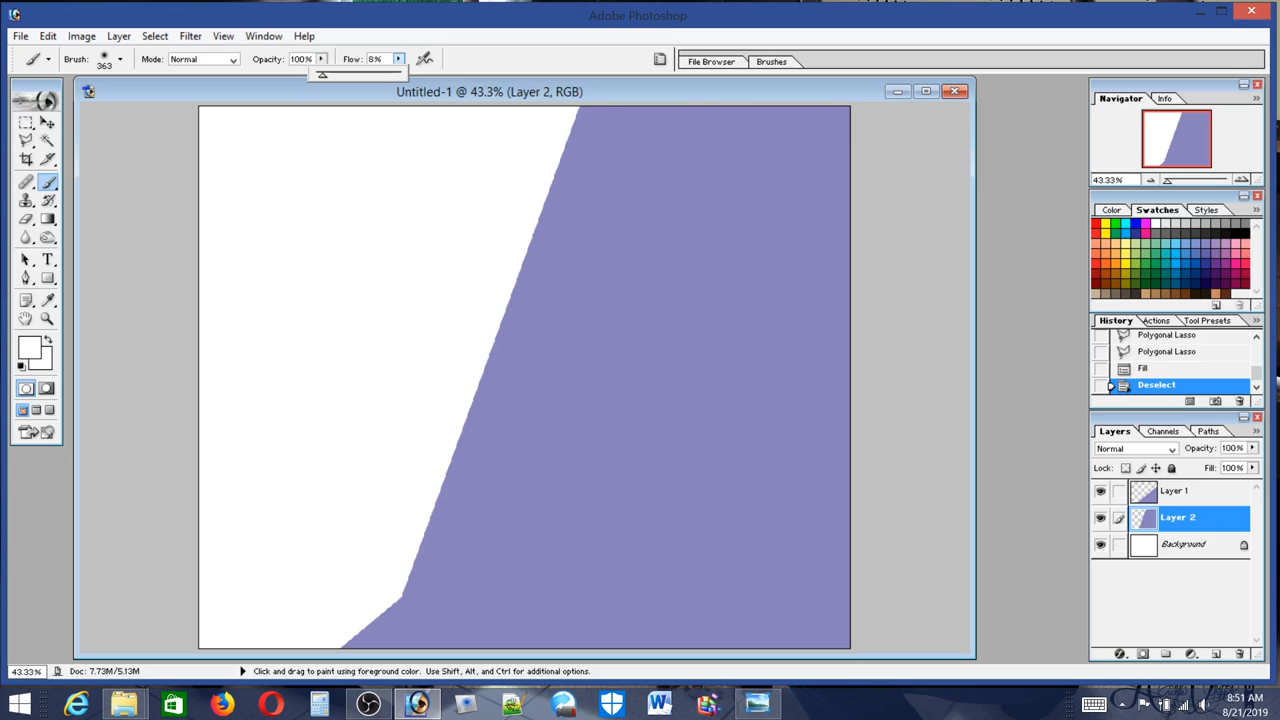 Adobe Photoshop
File Edit Image Layer Select Filter View Window Help
Brush: 363 Mode: Normal Opacity: 100% Flow: 8% File Browser Brushes
Untitled-1 @ 43.3% (Layer 2, RGB)
Navigator Info
43.33%
Color Swatches Styles
History Actions Tool Presets
Polygonal Lasso
Polygonal Lasso
Fill
Deselect
Layers Channels Paths
Normal Opacity: 100%
Lock: Fill: 100%
Layer 1
Layer 2
Background
43.33% Doc: 7.73M/5.13M Click and drag to paint using foreground color. Use Shift, Alt, and Ctrl for additional options.
8:51 AM
8/21/2019